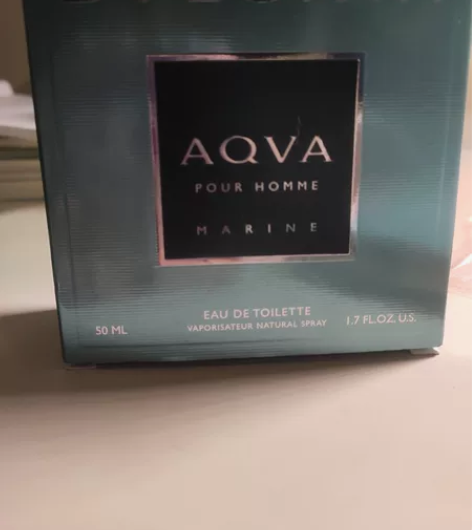 AQVA
POUR HOMME
MARINE
EAU DE TOILETTE
50 ML VAPORISATEUR NATURAL SPRAY 1.7 FL.OZ. U.S.